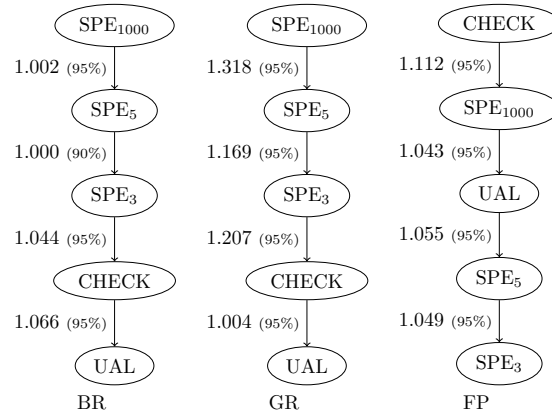 SPE1000
1.002 (95%)
SPE5
1.000 (90%)
SPE3
1.044 (95%)
CHECK
1.066 (95%)
UAL
BR
SPE1000
1.318 (95%)
SPE5
1.169 (95%)
SPE3
1.207 (95%)
CHECK
1.004 (95%)
UAL
GR
CHECK
1.112 (95%)
SPE1000
1.043 (95%)
UAL
1.055 (95%)
SPE5
1.049 (95%)
SPE3
FP